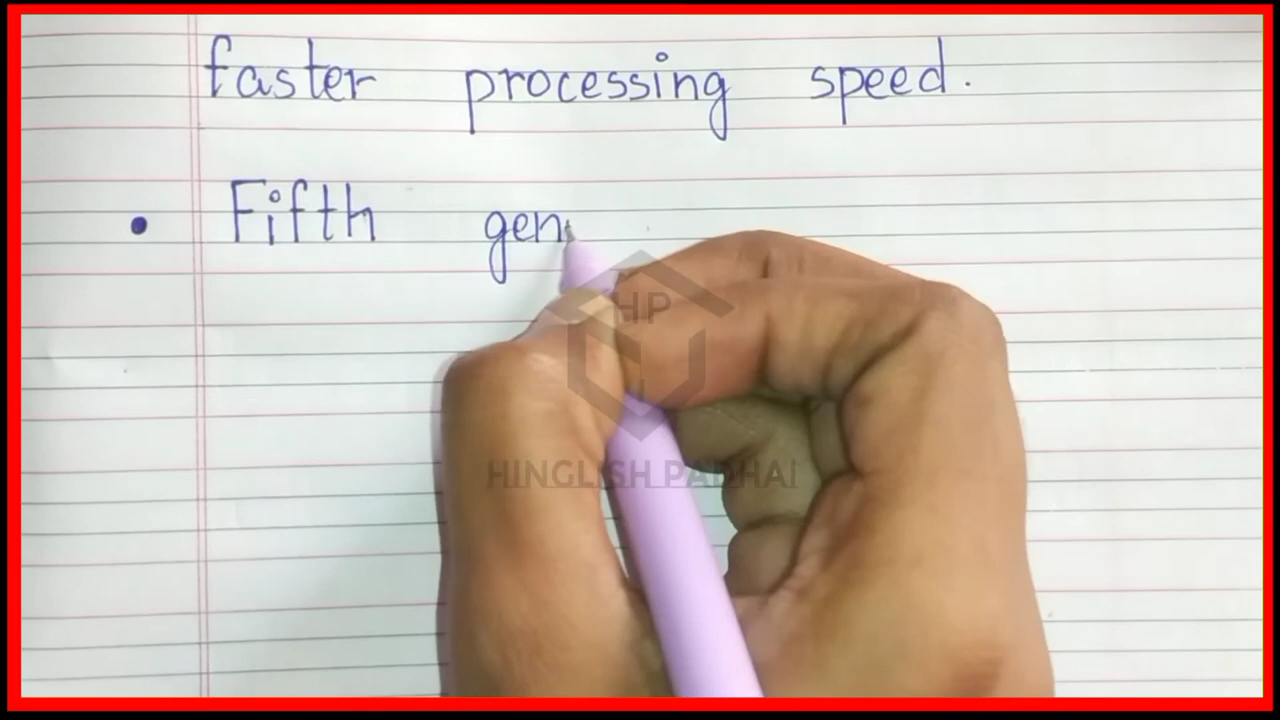 faster processing speed.
• Fifth gen
HP
HINGLISH PADHAI